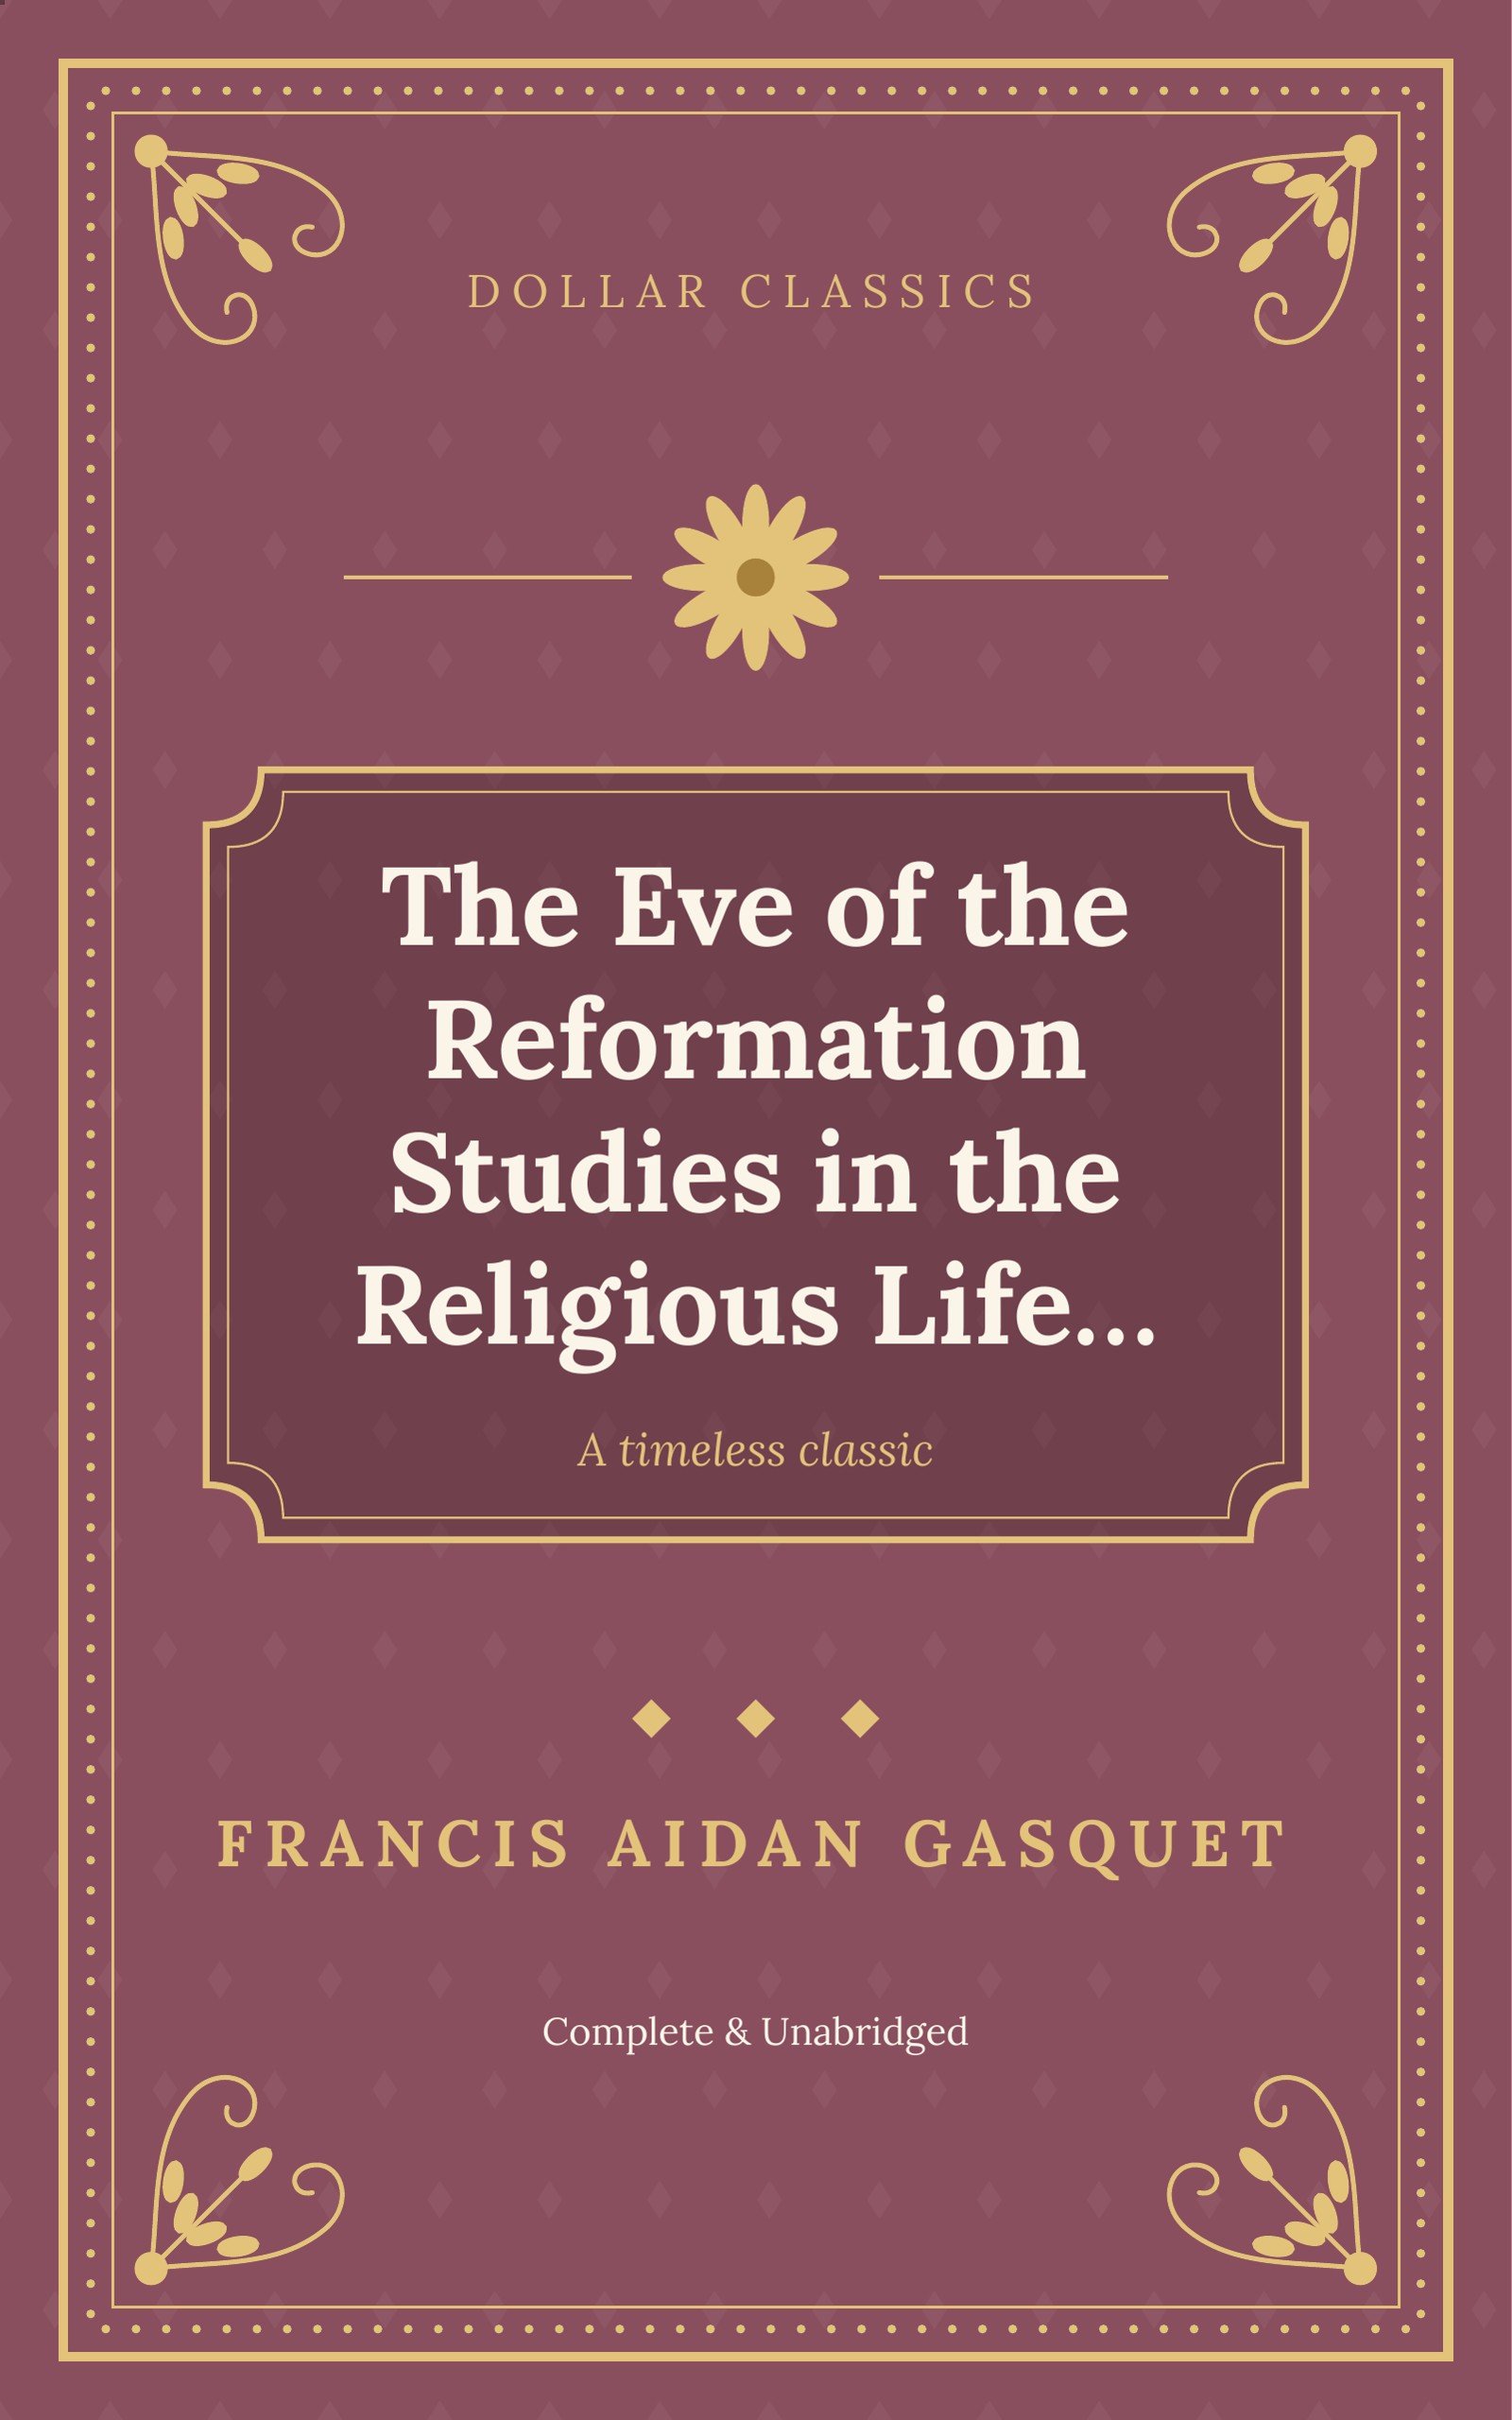 DOLLAR CLASSICS
The Eve of the
Reformation
Studies in the
Religious Life...
A timeless classic
FRANCIS AIDAN GASQUET
Complete & Unabridged